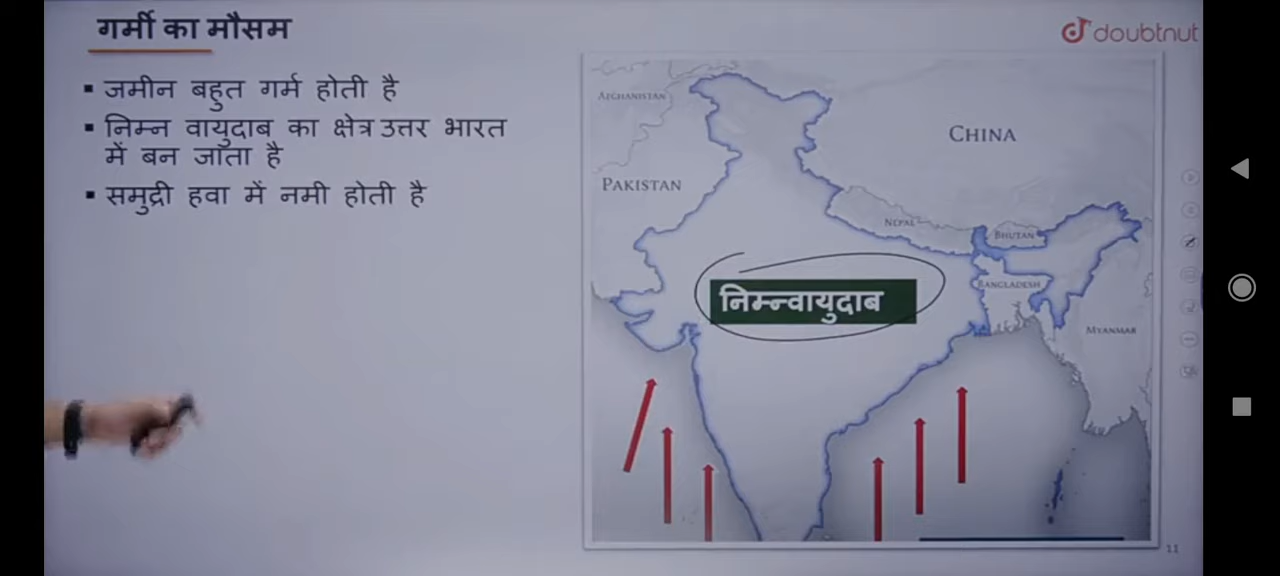 गर्मी का मौसम
doubtnut
▪ जमीन बहुत गर्म होती है
▪ निम्न वायुदाब का क्षेत्र उत्तर भारत
में बन जाता है
▪ समुद्री हवा में नमी होती है
AFGHANISTAN
CHINA
PAKISTAN
NEPAL
BHUTAN
BANGLADESH
निम्न्वायुदाब
MYANMAR
11